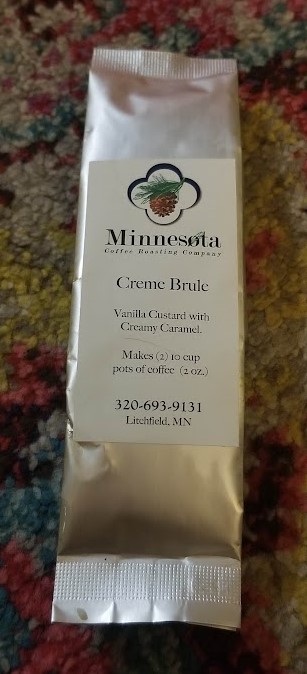 Minnesota
Coffee Roasting Company
Creme Brule
Vanilla Custard with
Creamy Caramel.
Makes (2) 10 cup
pots of coffee (2 oz.)
320-693-9131
Litchfield, MN